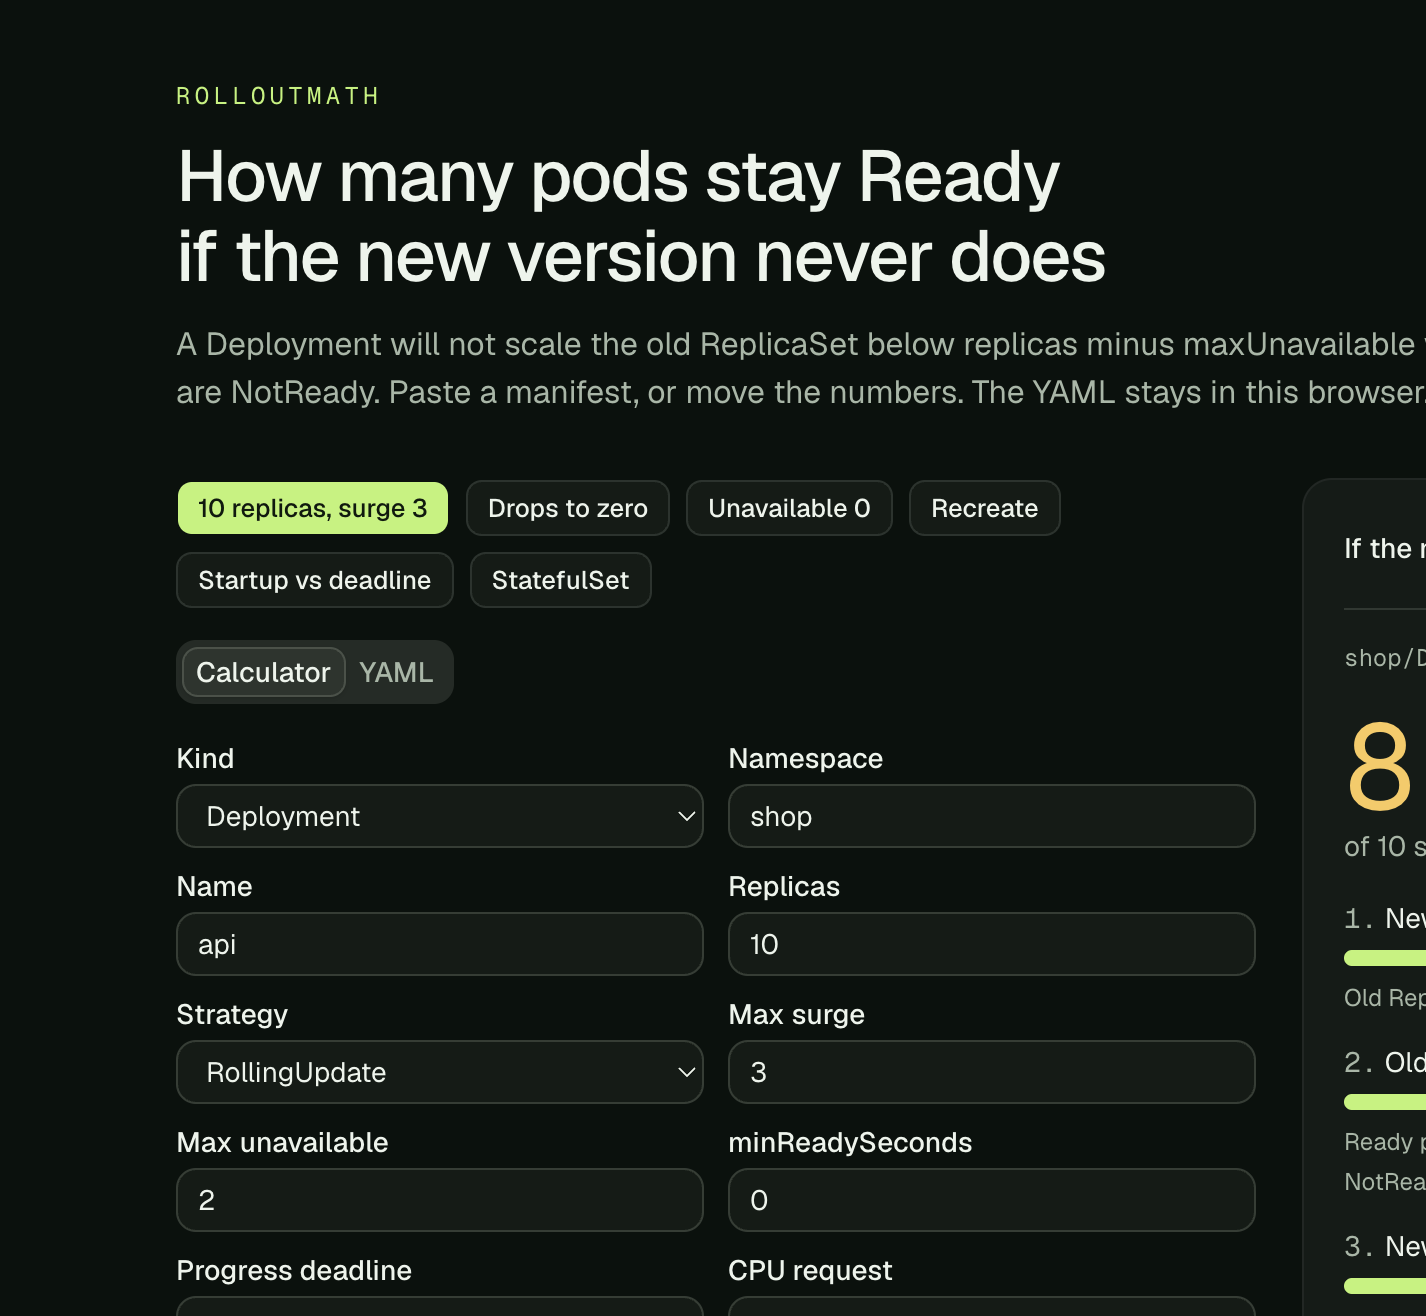 ROLLOUTMATH
How many pods stay Ready
if the new version never does
A Deployment will not scale the old ReplicaSet below replicas minus maxUnavailable
are NotReady. Paste a manifest, or move the numbers. The YAML stays in this browser.
10 replicas, surge 3
Drops to zero
Unavailable 0
Recreate
Startup vs deadline
StatefulSet
Calculator
YAML
Kind
Namespace
Deployment
shop
Name
Replicas
api
10
Strategy
Max surge
RollingUpdate
3
Max unavailable
minReadySeconds
2
0
Progress deadline
CPU request
If the
shop/D
8
of 10 s
1. New
Old Rep
2. Old
Ready p
NotRea
3. New